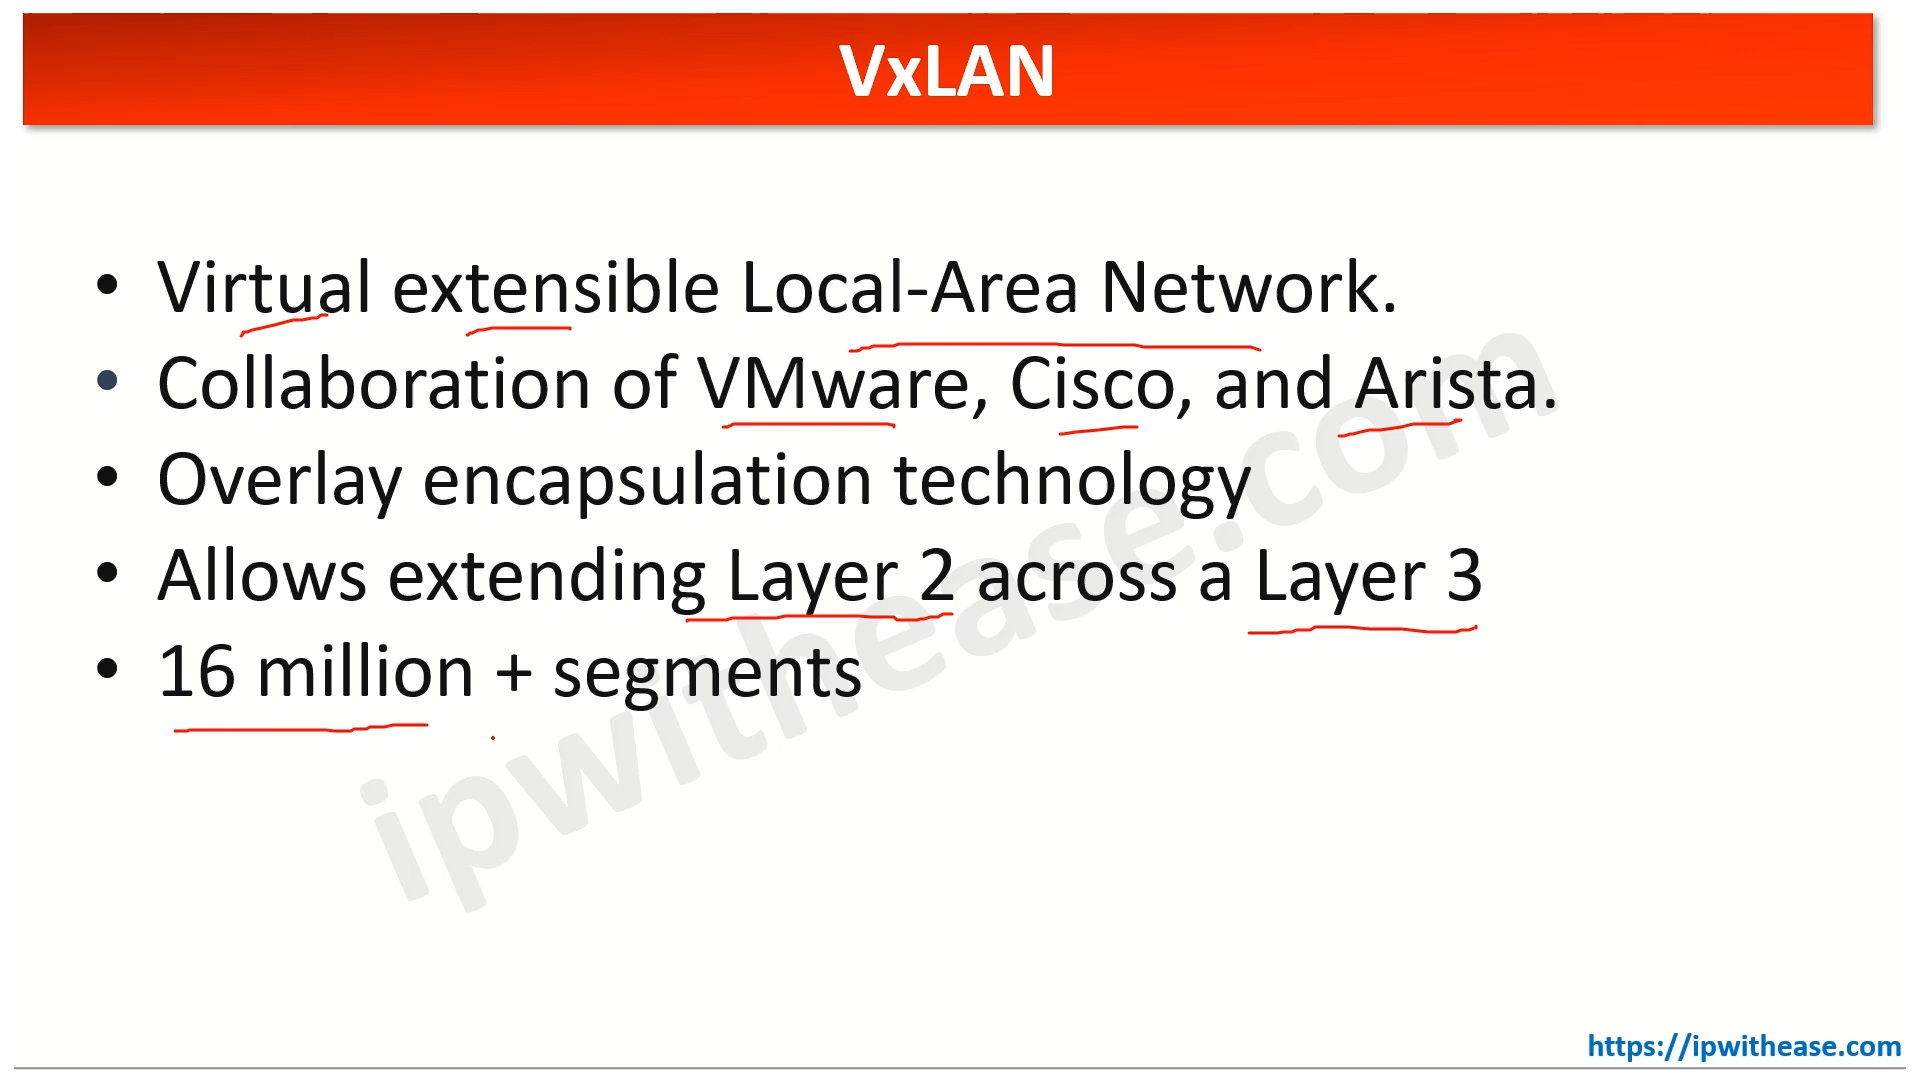 VxLAN
• Virtual extensible Local-Area Network.
• Collaboration of VMware, Cisco, and Arista.
• Overlay encapsulation technology
• Allows extending Layer 2 across a Layer 3
• 16 million + segments
ipwithease.com
https://ipwithease.com